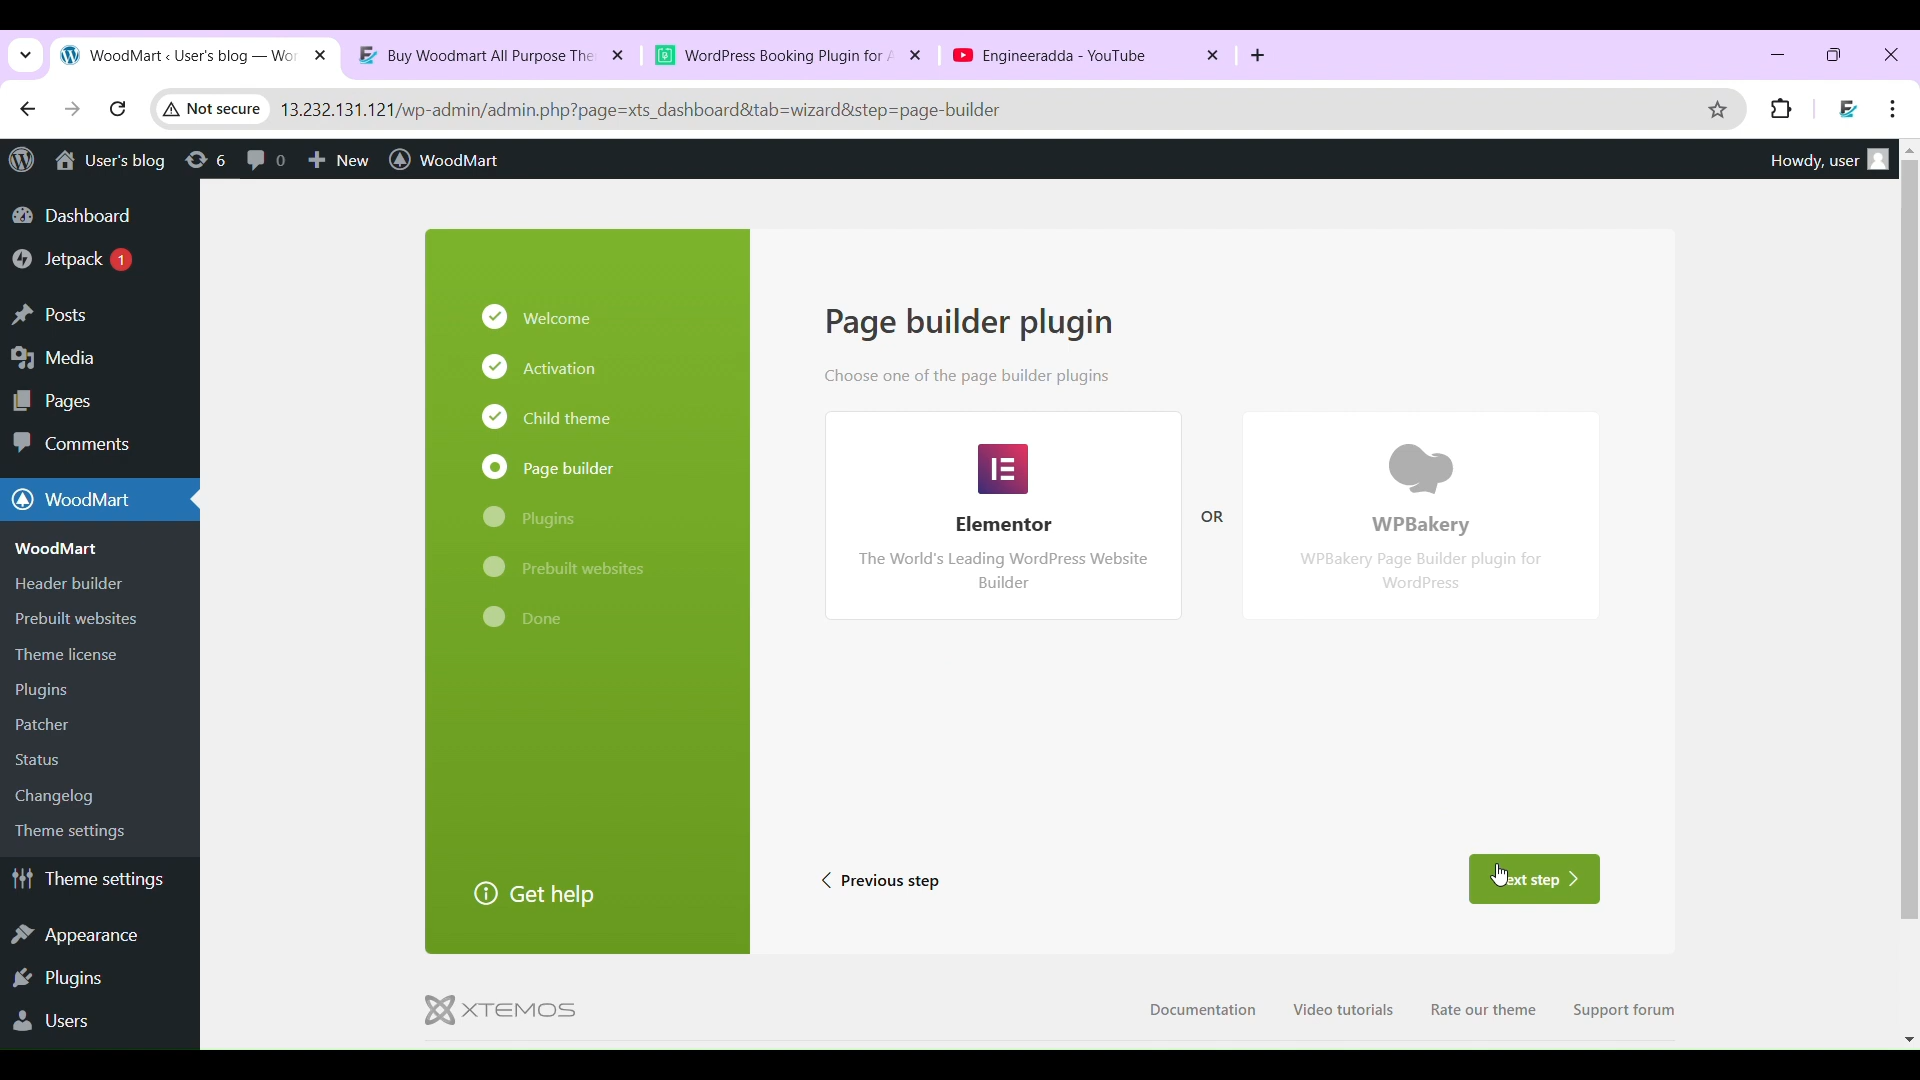 WoodMart ‹ User's blog — Wor
Buy Woodmart All Purpose The
WordPress Booking Plugin for A
Engineeradda - YouTube
Not secure
13.232.131.121/wp-admin/admin.php?page=xts_dashboard&tab=wizard&step=page-builder
User's blog
6
0
New
WoodMart
Howdy, user
Dashboard
Jetpack 1
Posts
Media
Pages
Comments
WoodMart
WoodMart
Header builder
Prebuilt websites
Theme license
Plugins
Patcher
Status
Changelog
Theme settings
Theme settings
Appearance
Plugins
Users
Welcome
Activation
Child theme
Page builder
Plugins
Prebuilt websites
Done
Get help
Page builder plugin
Choose one of the page builder plugins
Elementor
The World's Leading WordPress Website
Builder
OR
WPBakery
WPBakery Page Builder plugin for
WordPress
Previous step
step
XTEMOS
Documentation
Video tutorials
Rate our theme
Support forum